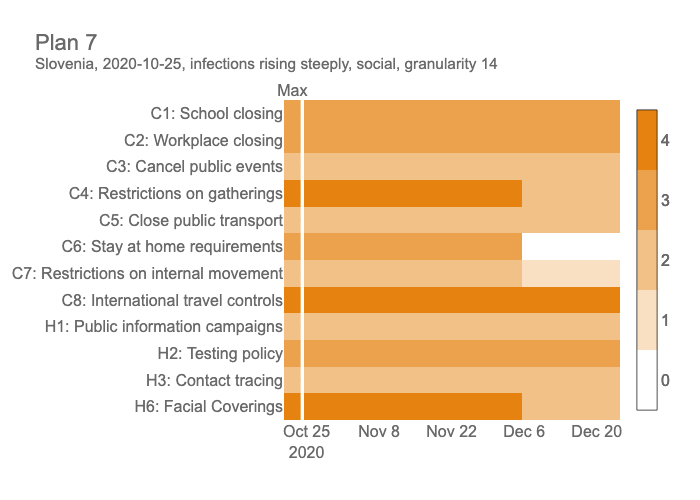 Plan 7
Slovenia, 2020-10-25, infections rising steeply, social, granularity 14
Max
C1: School closing
C2: Workplace closing
C3: Cancel public events
C4: Restrictions on gatherings
C5: Close public transport
C6: Stay at home requirements
C7: Restrictions on internal movement
C8: International travel controls
H1: Public information campaigns
H2: Testing policy
H3: Contact tracing
H6: Facial Coverings
Oct 25 Nov 8 Nov 22 Dec 6 Dec 20
2020
4
3
2
1
0